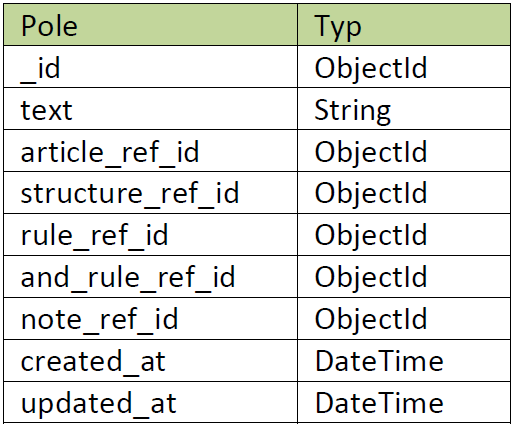 Pole Typ
_id ObjectId
text String
article_ref_id ObjectId
structure_ref_id ObjectId
rule_ref_id ObjectId
and_rule_ref_id ObjectId
note_ref_id ObjectId
created_at DateTime
updated_at DateTime